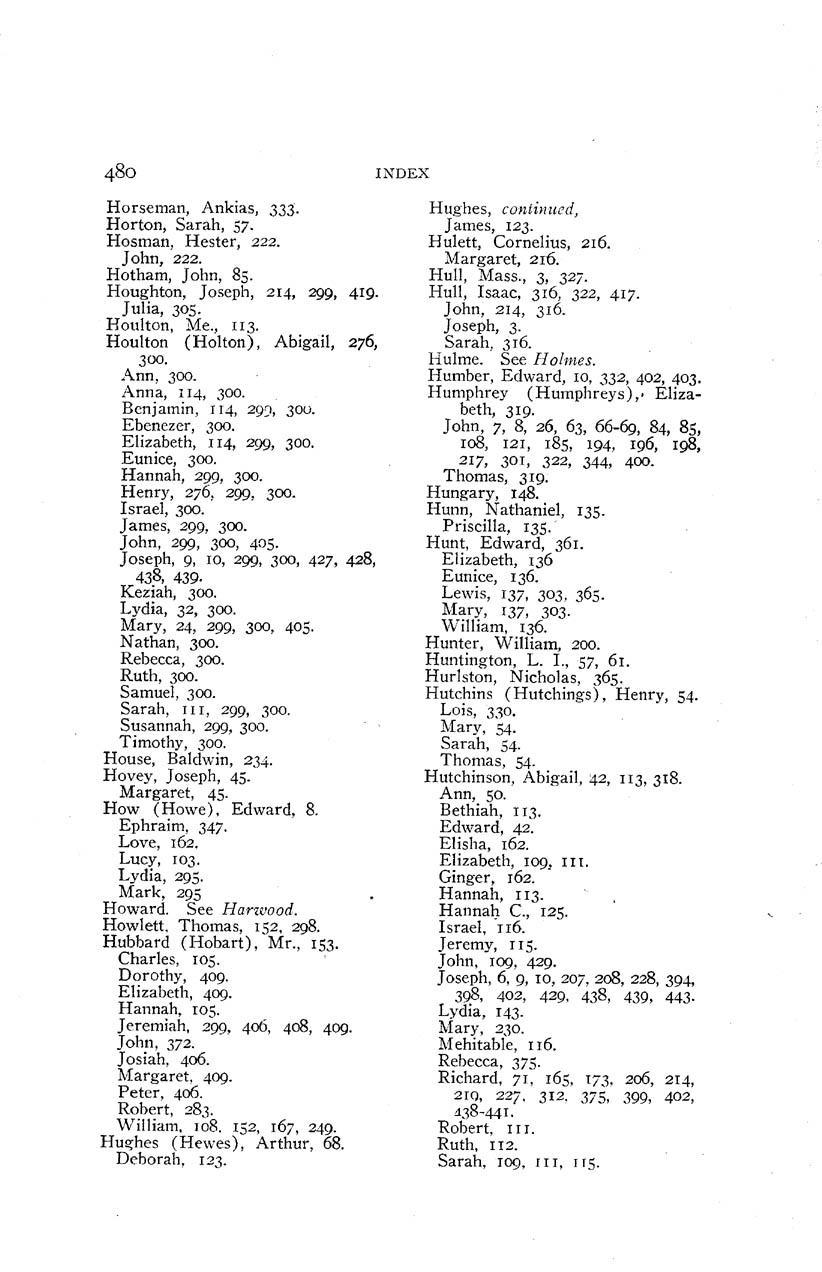 480
INDEX
Horseman, Ankias, 333.
Horton, Sarah, 57.
Hosman, Hester, 222.
John, 222.
Hotham, John, 85.
Houghton, Joseph, 214, 299, 419.
Julia, 305.
Houlton, Me., 113.
Houlton (Holton), Abigail, 276,
300.
Ann, 300.
Anna, 114, 300.
Benjamin, 114, 299, 300.
Ebenezer, 300.
Elizabeth, 114, 299, 300.
Eunice, 300.
Hannah, 299, 300.
Henry, 276, 299, 300.
Israel, 300.
James, 299, 300.
John, 299, 300, 405.
Joseph, 9, 10, 299, 300, 427, 428,
438, 439.
Keziah, 300.
Lydia, 32, 300.
Mary, 24, 299, 300, 405.
Nathan, 300.
Rebecca, 300.
Ruth, 300.
Samuel, 300.
Sarah, 111, 299, 300.
Susannah, 299, 300.
Timothy, 300.
House, Baldwin, 234.
Hovey, Joseph, 45.
Margaret, 45.
How (Howe), Edward, 8.
Ephraim, 347.
Love, 162.
Lucy, 103.
Lydia, 295.
Mark, 295
Howard. See Harwood.
Howlett, Thomas, 152, 298.
Hubbard (Hobart), Mr., 153.
Charles, 105.
Dorothy, 409.
Elizabeth, 409.
Hannah, 105.
Jeremiah, 299, 406, 408, 409.
John, 372.
Josiah, 406.
Margaret, 409.
Peter, 406.
Robert, 283.
William, 108, 152, 167, 249.
Hughes (Hewes), Arthur, 68.
Deborah, 123.
Hughes, continued,
James, 123.
Hulett, Cornelius, 216.
Margaret, 216.
Hull, Mass., 3, 327.
Hull, Isaac, 316, 322, 417.
John, 214, 316.
Joseph, 3.
Sarah, 316.
Hulme. See Holmes.
Humber, Edward, 10, 332, 402, 403.
Humphrey (Humphreys), Eliza-
beth, 319.
John, 7, 8, 26, 63, 66-69, 84, 85,
108, 121, 185, 194, 196, 198,
217, 301, 322, 344, 400.
Thomas, 319.
Hungary, 148.
Hunn, Nathaniel, 135.
Priscilla, 135.
Hunt, Edward, 361.
Elizabeth, 136
Eunice, 136.
Lewis, 137, 303, 365.
Mary, 137, 303.
William, 136.
Hunter, William, 200.
Huntington, L. I., 57, 61.
Hurlston, Nicholas, 365.
Hutchins (Hutchings), Henry, 54.
Lois, 330.
Mary, 54.
Sarah, 54.
Thomas, 54.
Hutchinson, Abigail, 42, 113, 318.
Ann, 50.
Bethiah, 113.
Edward, 42.
Elisha, 162.
Elizabeth, 109, 111.
Ginger, 162.
Hannah, 113.
Hannah C., 125.
Israel, 116.
Jeremy, 115.
John, 109, 429.
Joseph, 6, 9, 10, 207, 208, 228, 394,
398, 402, 429, 438, 439, 443.
Lydia, 143.
Mary, 230.
Mehitable, 116.
Rebecca, 375.
Richard, 71, 165, 173, 206, 214,
219, 227, 312, 375, 399, 402,
438-441.
Robert, 111.
Ruth, 112.
Sarah, 109, 111, 115.